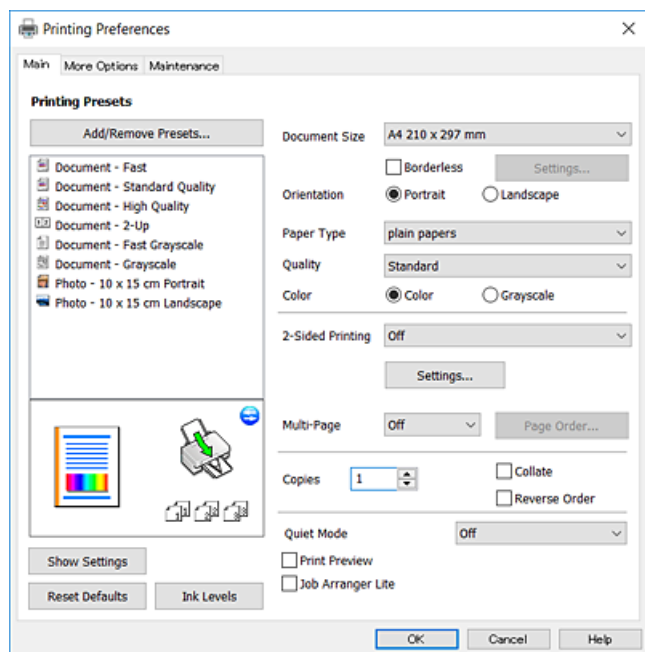 Printing Preferences
Main
More Options
Maintenance
Printing Presets
Add/Remove Presets...
Document - Fast
Document - Standard Quality
Document - High Quality
Document - 2-Up
Document - Fast Grayscale
Document - Grayscale
Photo - 10 x 15 cm Portrait
Photo - 10 x 15 cm Landscape
Show Settings
Reset Defaults
Ink Levels
Document Size
A4 210 x 297 mm
Borderless
Settings...
Orientation
Portrait
Landscape
Paper Type
plain papers
Quality
Standard
Color
Color
Grayscale
2-Sided Printing
Off
Settings...
Multi-Page
Off
Page Order...
Copies
1
Collate
Reverse Order
Quiet Mode
Off
Print Preview
Job Arranger Lite
OK
Cancel
Help